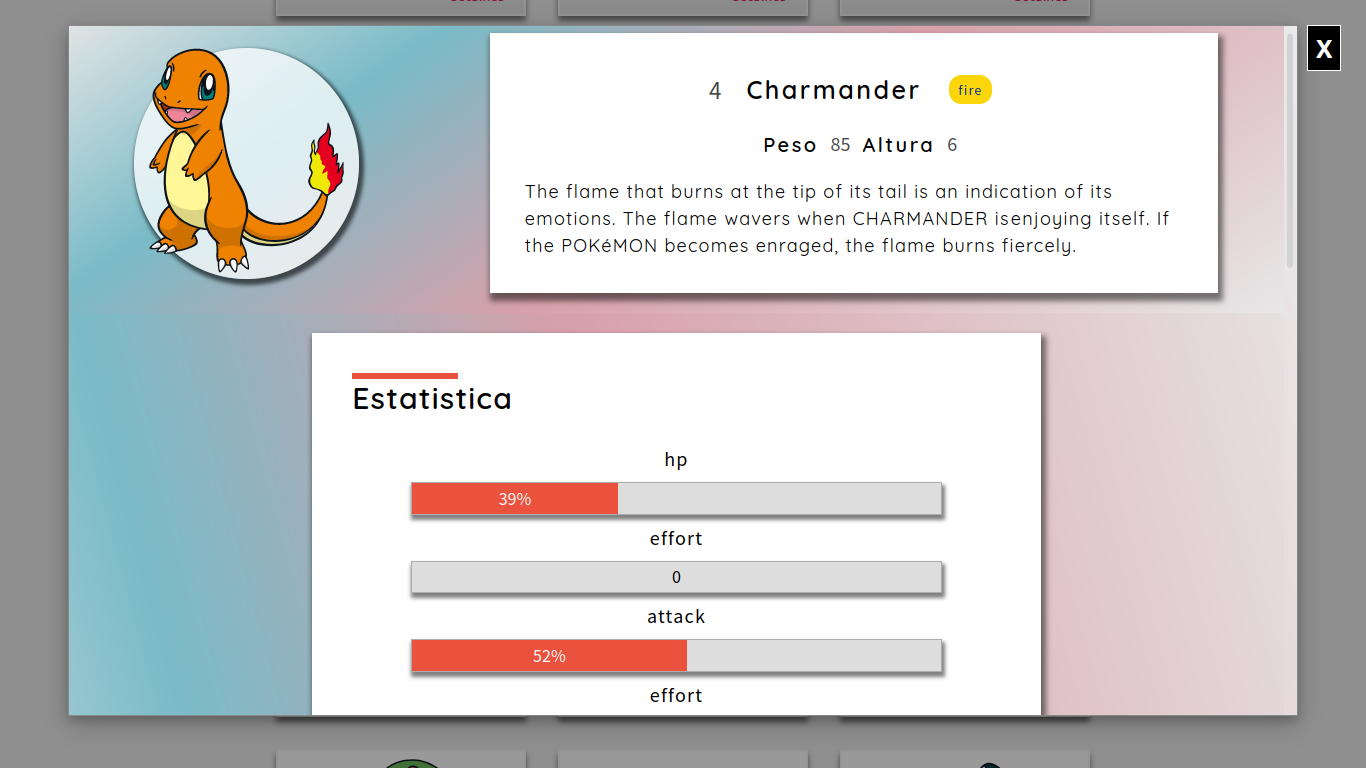 X
4 Charmander fire
Peso 85 Altura 6
The flame that burns at the tip of its tail is an indication of its
emotions. The flame wavers when CHARMANDER isenjoying itself. If
the POKéMON becomes enraged, the flame burns fiercely.
Estatistica
hp
39%
effort
0
attack
52%
effort